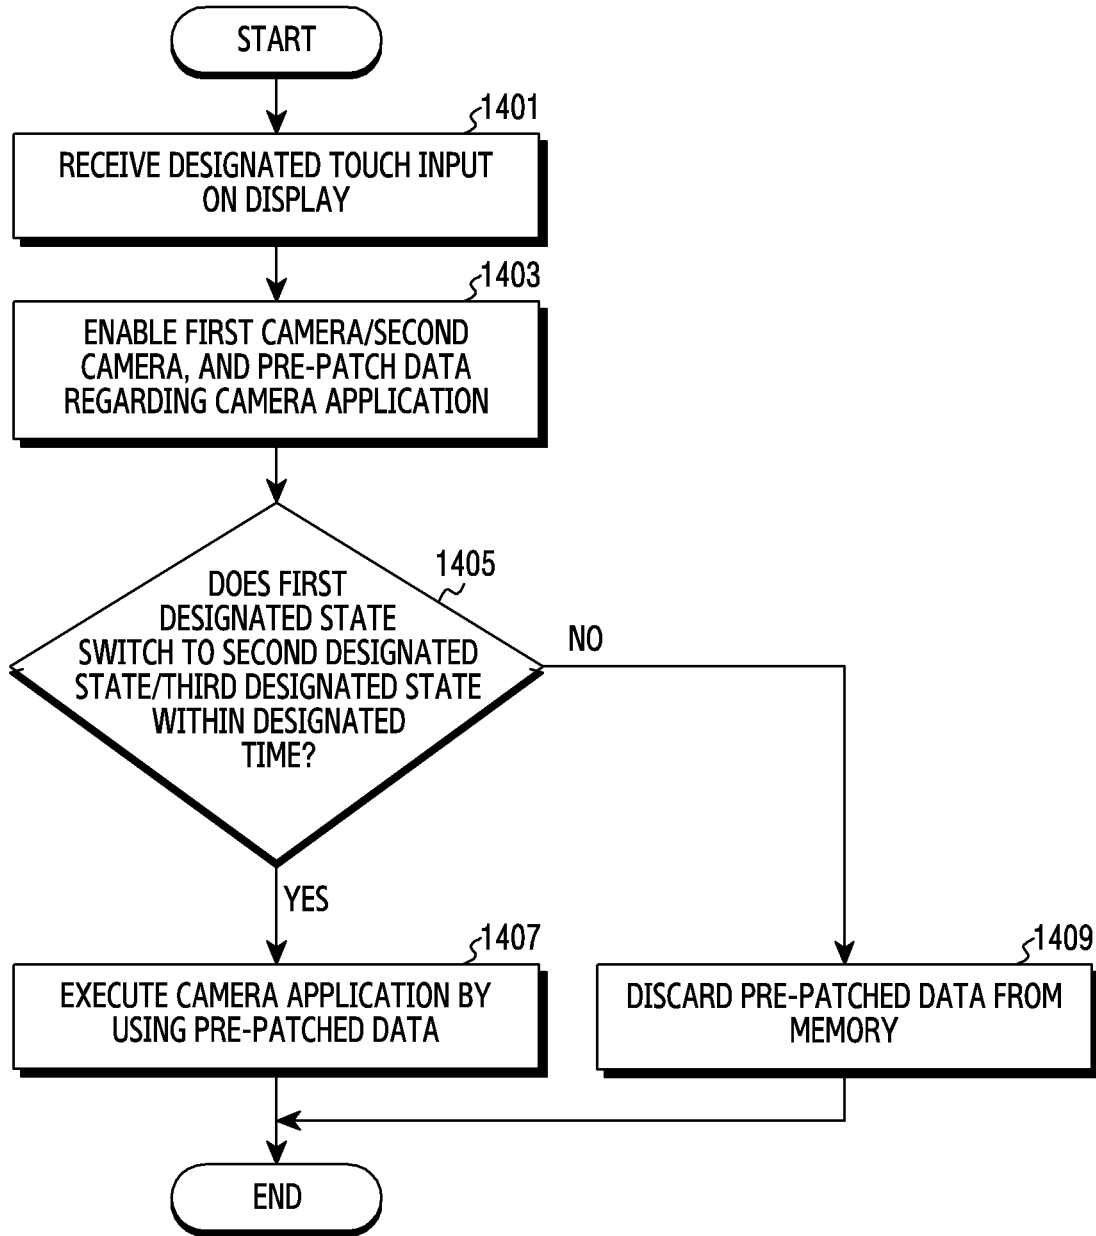 START
1401
RECEIVE DESIGNATED TOUCH INPUT
ON DISPLAY
1403
ENABLE FIRST CAMERA/SECOND
CAMERA, AND PRE-PATCH DATA
REGARDING CAMERA APPLICATION
1405
DOES FIRST
DESIGNATED STATE
SWITCH TO SECOND DESIGNATED
STATE/THIRD DESIGNATED STATE
WITHIN DESIGNATED
TIME?
NO
YES
1407
EXECUTE CAMERA APPLICATION BY
USING PRE-PATCHED DATA
1409
DISCARD PRE-PATCHED DATA FROM
MEMORY
END